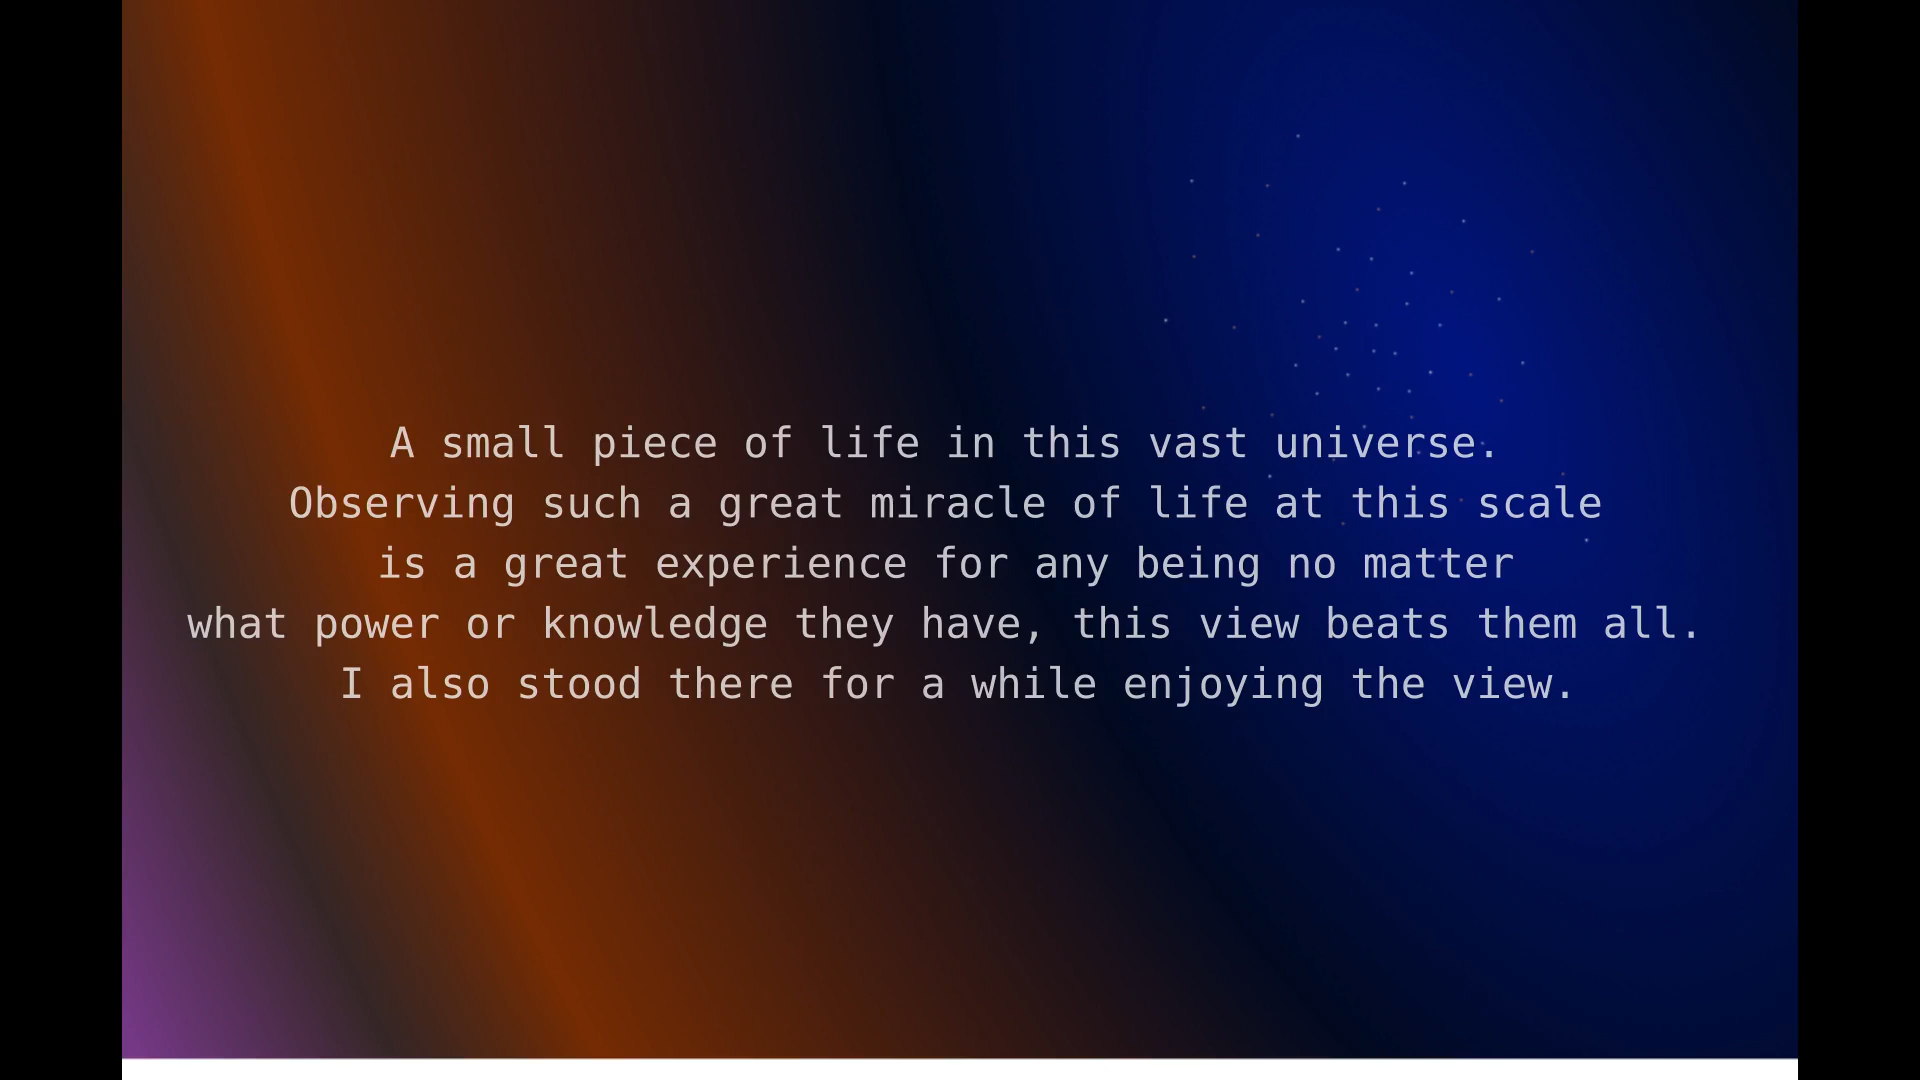 A small piece of life in this vast universe.
Observing such a great miracle of life at this scale
is a great experience for any being no matter
what power or knowledge they have, this view beats them all.
I also stood there for a while enjoying the view.